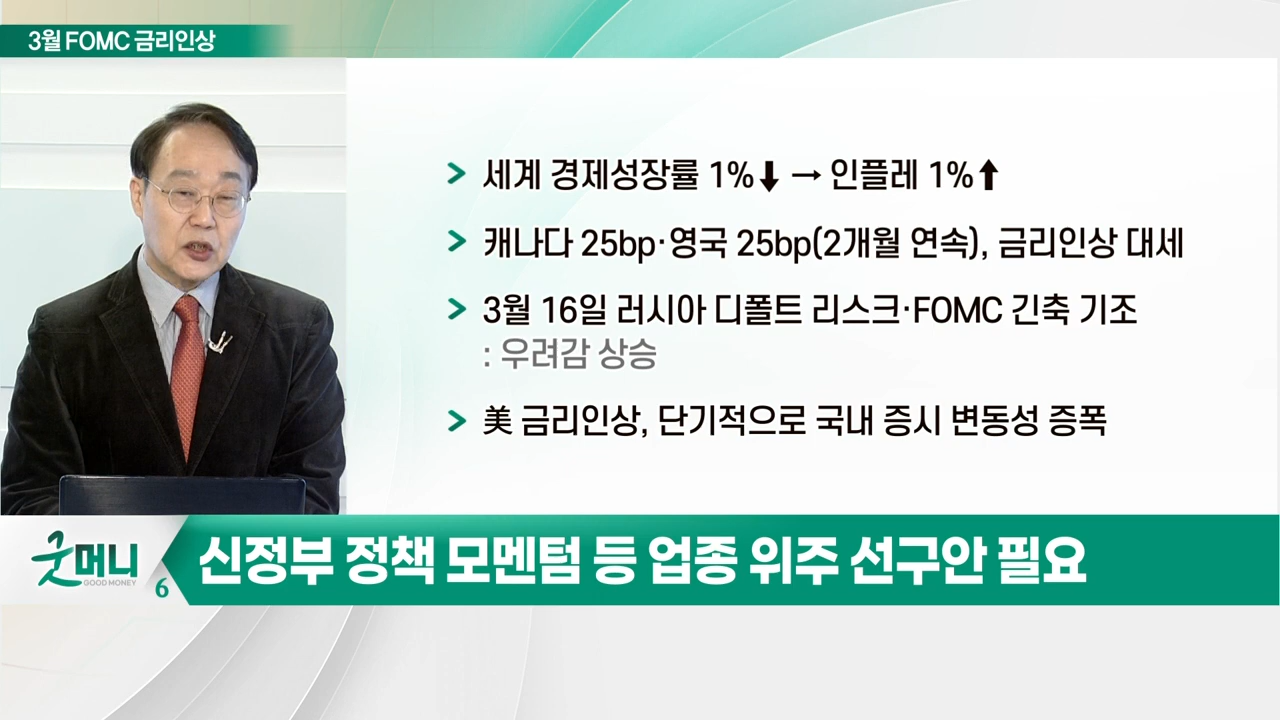 3월 FOMC 금리인상
세계 경제성장률 1%⬇ → 인플레 1%⬆
캐나다 25bp·영국 25bp(2개월 연속), 금리인상 대세
3월 16일 러시아 디폴트 리스크·FOMC 긴축 기조
: 우려감 상승
美 금리인상, 단기적으로 국내 증시 변동성 증폭
굿머니
GOOD MONEY
6
신정부 정책 모멘텀 등 업종 위주 선구안 필요